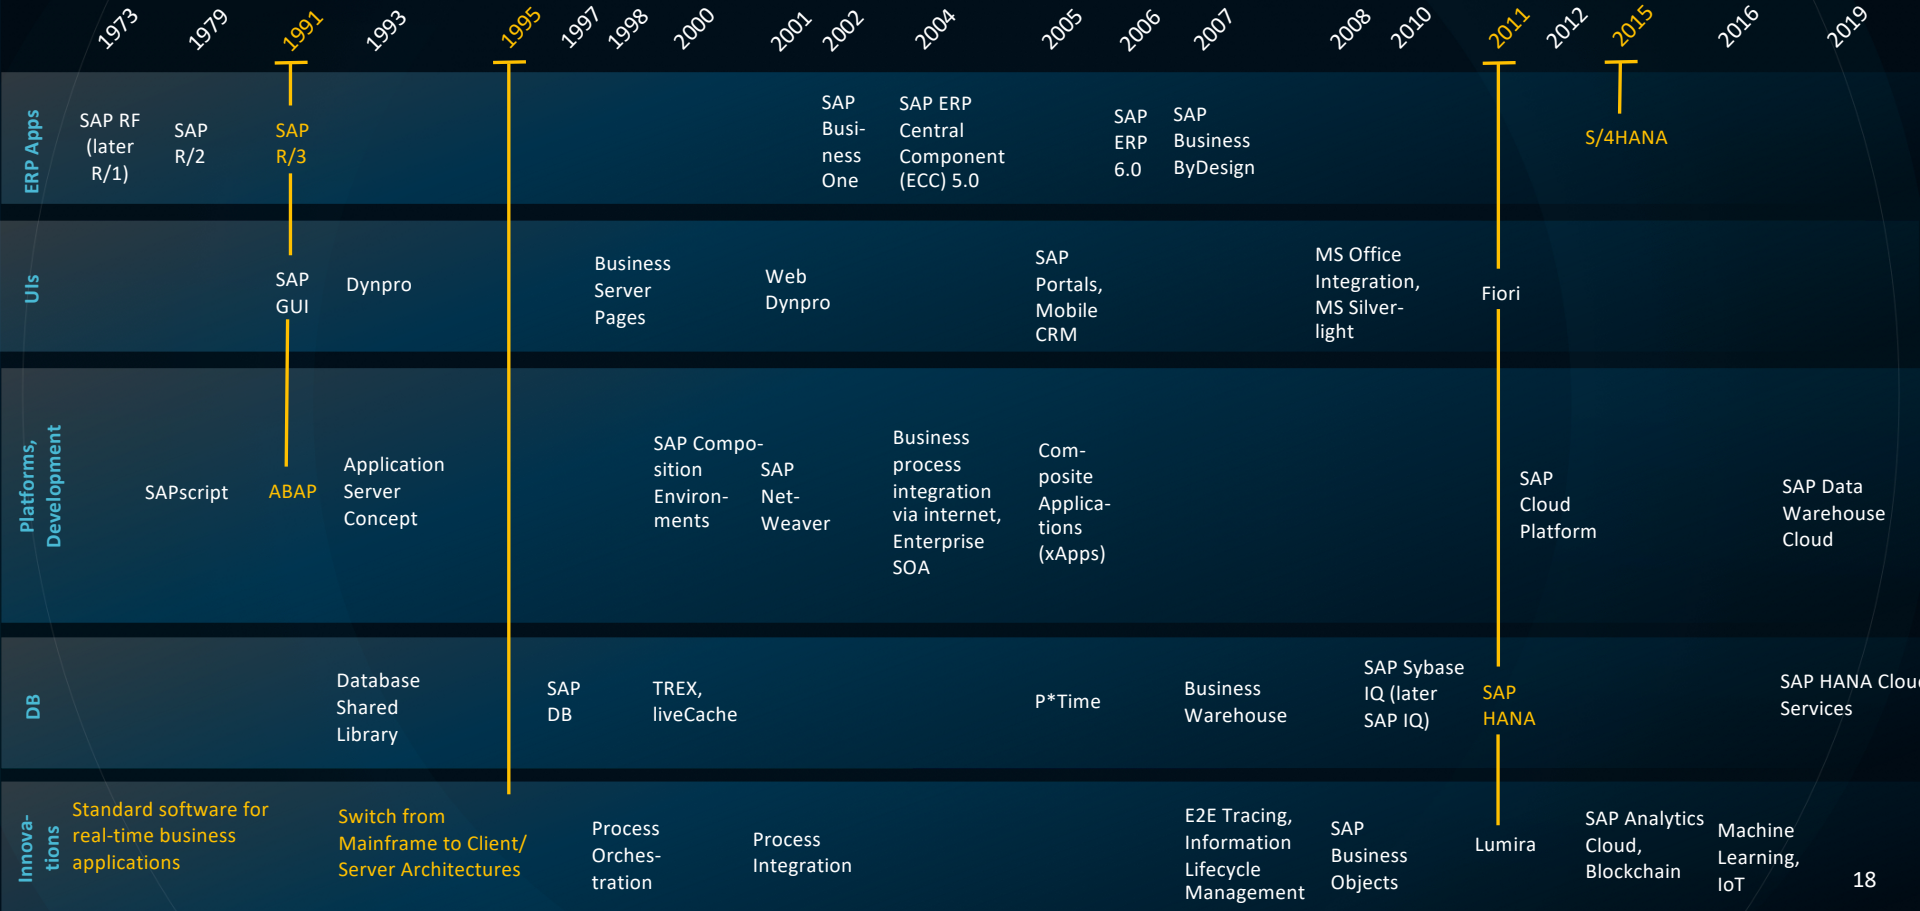 1973
1979
1991
1993
1995
1997
1998
2000
2001
2002
2004
2005
2006
2007
2008
2010
2011
2012
2015
2016
2019
ERP Apps
SAP RF
(later
R/1)
SAP
R/2
SAP
R/3
SAP
Busi-
ness
One
SAP ERP
Central
Component
(ECC) 5.0
SAP
ERP
6.0
SAP
Business
ByDesign
S/4HANA
UIs
SAP
GUI
Dynpro
Business
Server
Pages
Web
Dynpro
SAP
Portals,
Mobile
CRM
MS Office
Integration,
MS Silver-
light
Fiori
Platforms,
Development
SAPscript
ABAP
Application
Server
Concept
SAP Compo-
sition
Environ-
ments
SAP
Net-
Weaver
Business
process
integration
via internet,
Enterprise
SOA
Com-
posite
Applica-
tions
(xApps)
SAP
Cloud
Platform
SAP Data
Warehouse
Cloud
DB
Database
Shared
Library
SAP
DB
TREX,
liveCache
P*Time
Business
Warehouse
SAP Sybase
IQ (later
SAP IQ)
SAP
HANA
SAP HANA Cloud
Services
Innova-
tions
Standard software for
real-time business
applications
Switch from
Mainframe to Client/
Server Architectures
Process
Orches-
tration
Process
Integration
E2E Tracing,
Information
Lifecycle
Management
SAP
Business
Objects
Lumira
SAP Analytics
Cloud,
Blockchain
Machine
Learning,
IoT
18